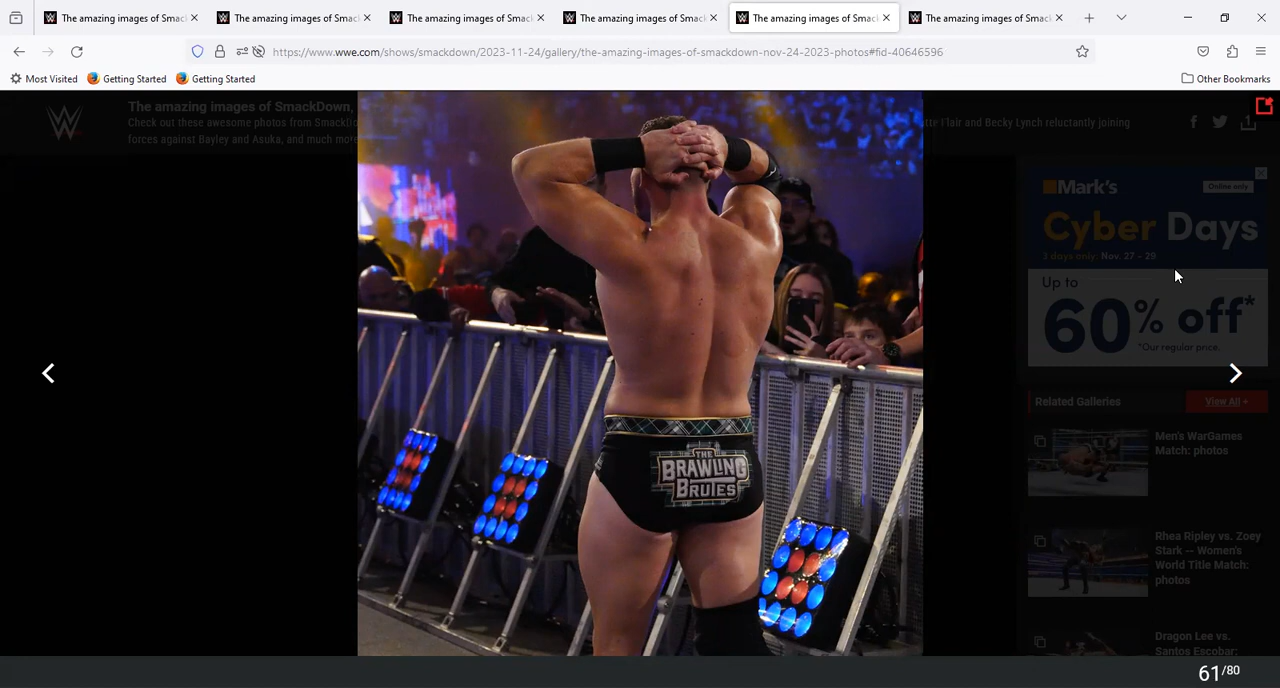 The amazing images of Smac
The amazing images of Smac
The amazing images of Smac
The amazing images of Smac
The amazing images of Smac
The amazing images of Smac
https://www.wwe.com/shows/smackdown/2023-11-24/gallery/the-amazing-images-of-smackdown-nov-24-2023-photos#fid-40646596
Most Visited
Getting Started
Getting Started
Other Bookmarks
The amazing images of SmackDown,
Check out these awesome photos from SmackD
tte Flair and Becky Lynch reluctantly joining
forces against Bayley and Asuka, and much more
THE
BRAWLING
BRUTES
Mark's
Online only
Cyber Days
3 days only: Nov. 27 - 29
Up to
60% off*
*Our regular price.
Related Galleries
View All +
Men's WarGames
Match: photos
Rhea Ripley vs. Zoey
Stark – Women's
World Title Match:
photos
Dragon Lee vs.
Santos Escobar:
61/80